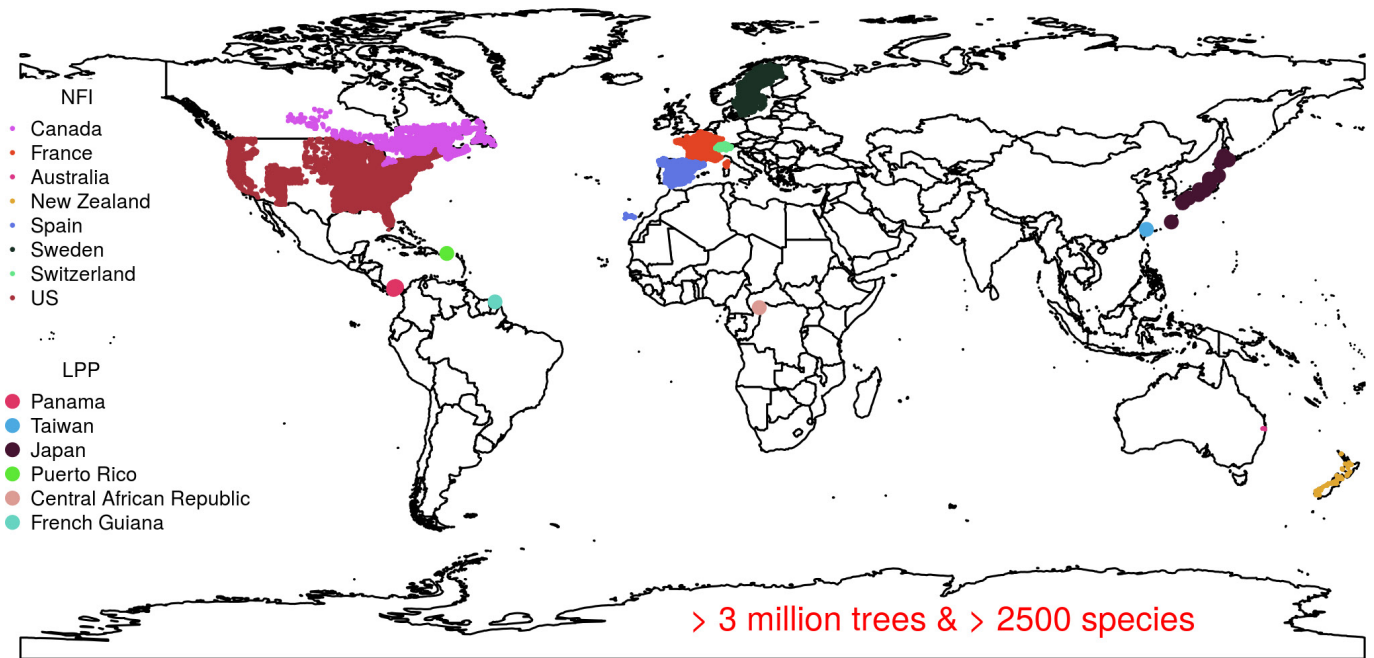 NFI
Canada
France
Australia
New Zealand
Spain
Sweden
Switzerland
US
LPP
Panama
Taiwan
Japan
Puerto Rico
Central African Republic
French Guiana
> 3 million trees & > 2500 species